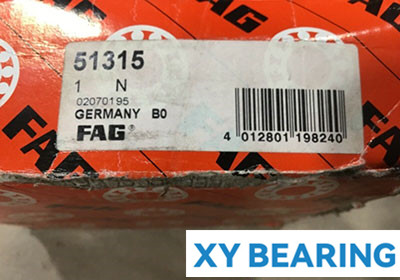 FAG
51315
1 N
02070195
GERMANY B0
FAG®
4 012801 198240
FAG
FAG
XY BEARING